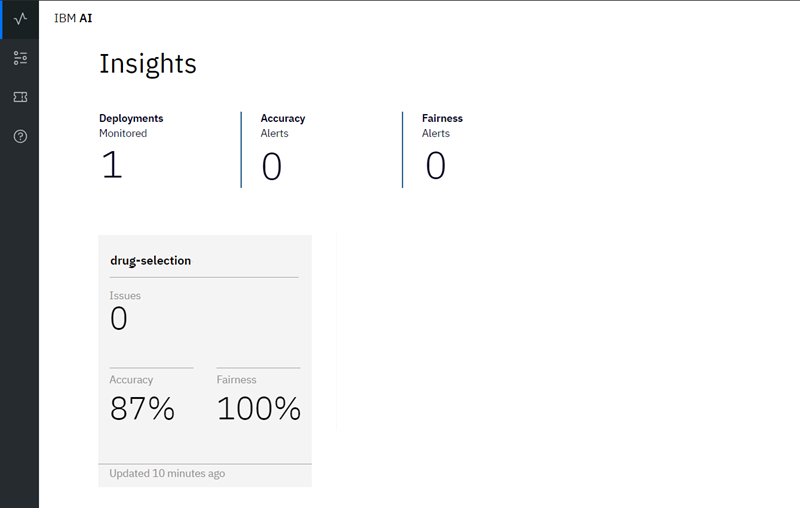 IBM AI
Insights
Deployments
Monitored
1
Accuracy
Alerts
0
Fairness
Alerts
0
drug-selection
Issues
0
Accuracy
87%
Fairness
100%
Updated 10 minutes ago